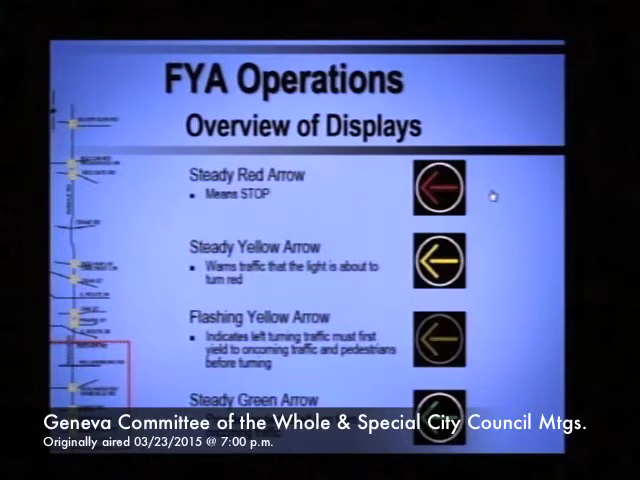 FYA Operations
Overview of Displays
Steady Red Arrow
Means STOP
Steady Yellow Arrow
Warns traffic that the light is about to
turn red
Flashing Yellow Arrow
Indicates left turning traffic must first
yield to oncoming traffic and pedestrians
before turning
Steady Green Arrow
Geneva Committee of the Whole & Special City Council Mtgs.
Originally aired 03/23/2015 @ 7:00 p.m.